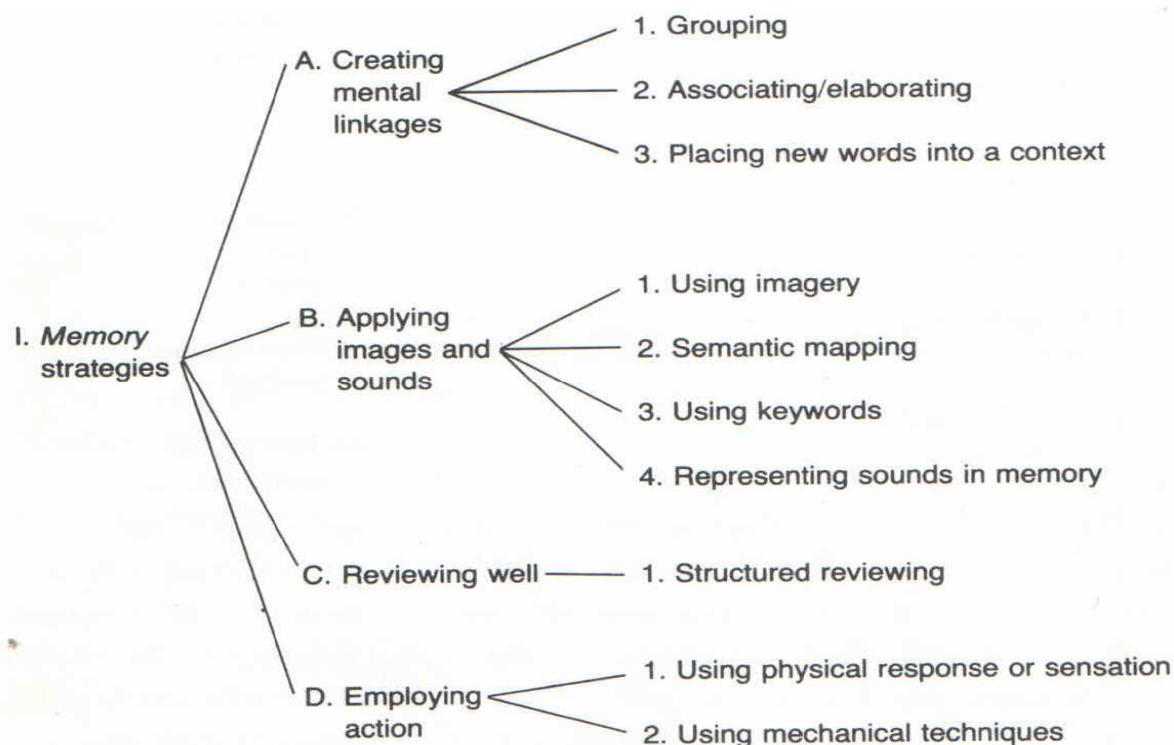 I. Memory
strategies
A. Creating
mental
linkages
1. Grouping
2. Associating/elaborating
3. Placing new words into a context
B. Applying
images and
sounds
1. Using imagery
2. Semantic mapping
3. Using keywords
4. Representing sounds in memory
C. Reviewing well
1. Structured reviewing
D. Employing
action
1. Using physical response or sensation
2. Using mechanical techniques